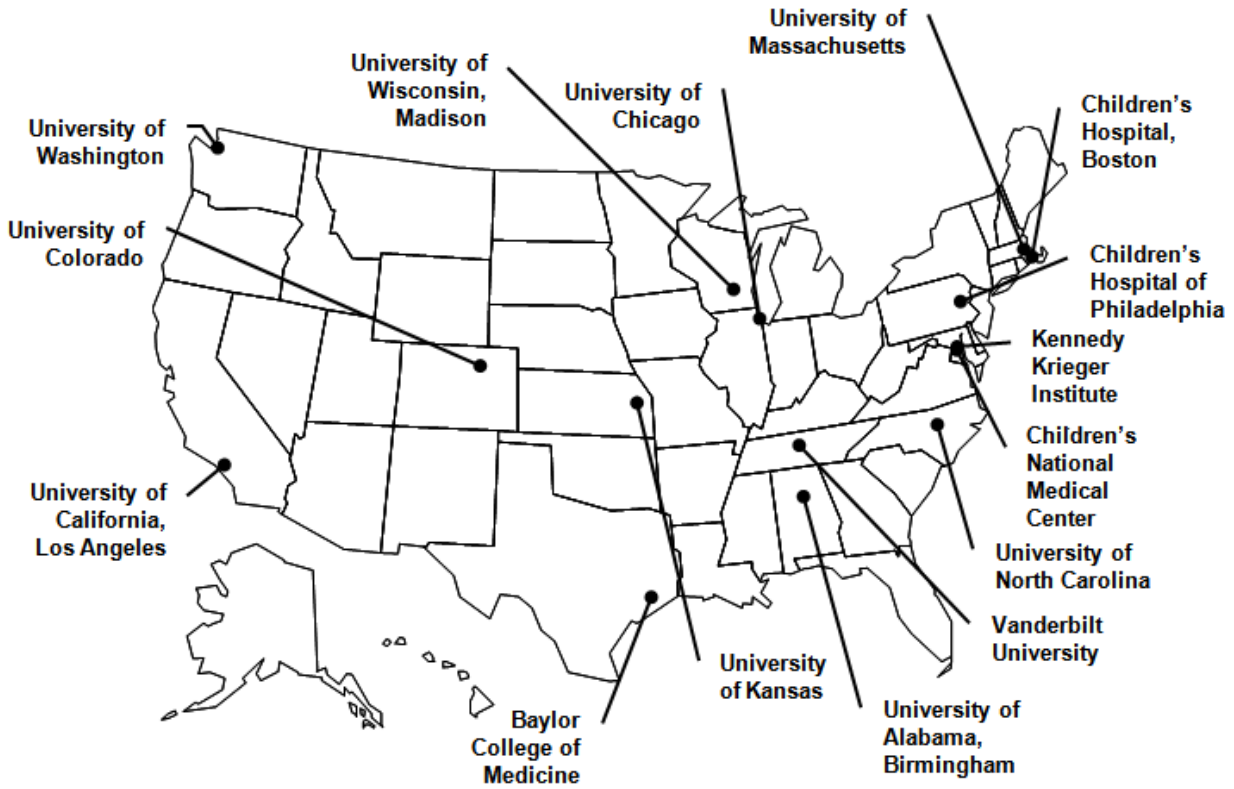 University of
Massachusetts
University of
Wisconsin,
Madison
University of
Chicago
Children's
Hospital,
Boston
University of
Washington
University of
Colorado
Children's
Hospital of
Philadelphia
Kennedy
Krieger
Institute
Children's
National
Medical
Center
University of
California,
Los Angeles
University of
North Carolina
Vanderbilt
University
University
of Kansas
University of
Alabama,
Birmingham
Baylor
College of
Medicine